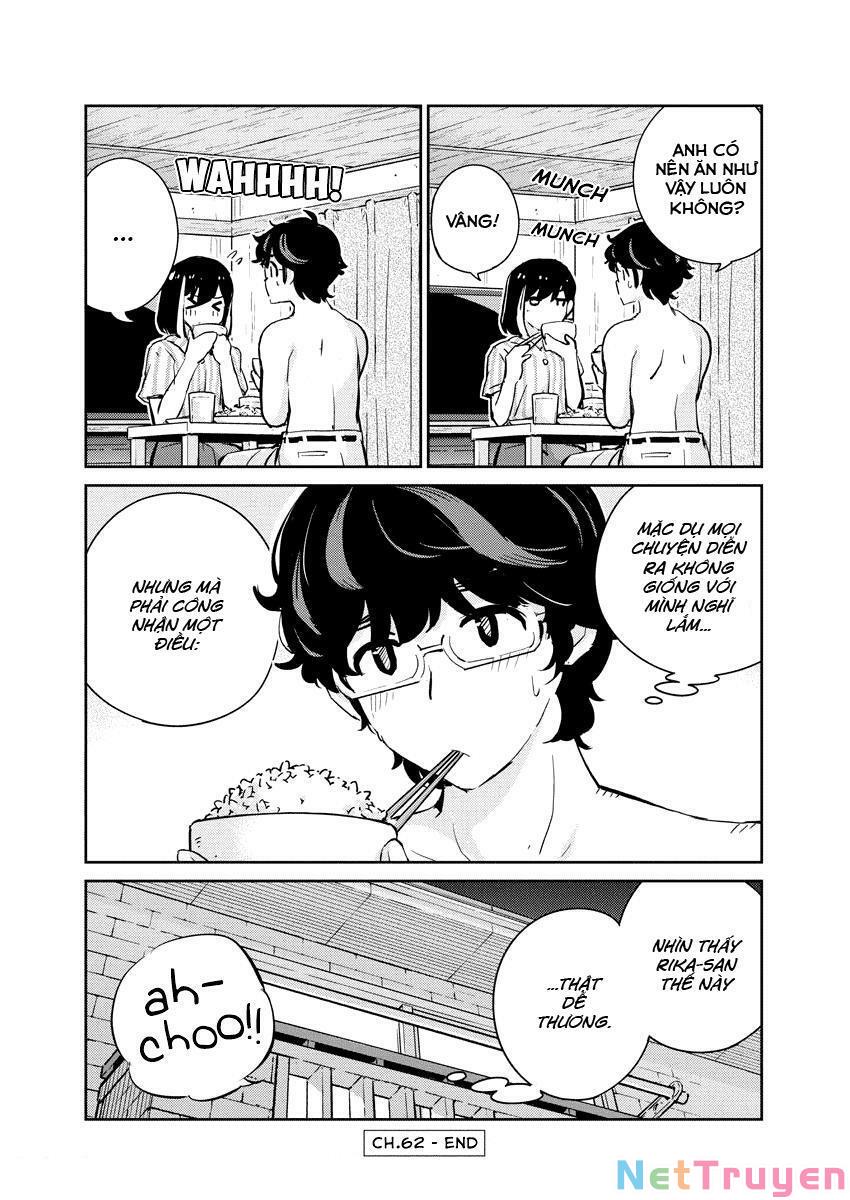 ANH CÓ
NÊN ĂN NHƯ
VẬY LUÔN
KHÔNG?
MUNCH
MUNCH
VÂNG!
WAHHHH!
...
MẶC DỤ MỌI
CHUYỆN DIỄN
RA KHÔNG
GIỐNG VỚI
MÌNH NGHĨ
LẮM...
NHƯNG MÀ
PHẢI CÔNG
NHẬN MỘT
ĐIỀU:
NHÌN THẤY
RIKA-SAN
THẾ NÀY
...THẬT
DỄ
THƯƠNG.
ah-
choo!!
CH.62 - END
NetTruyen